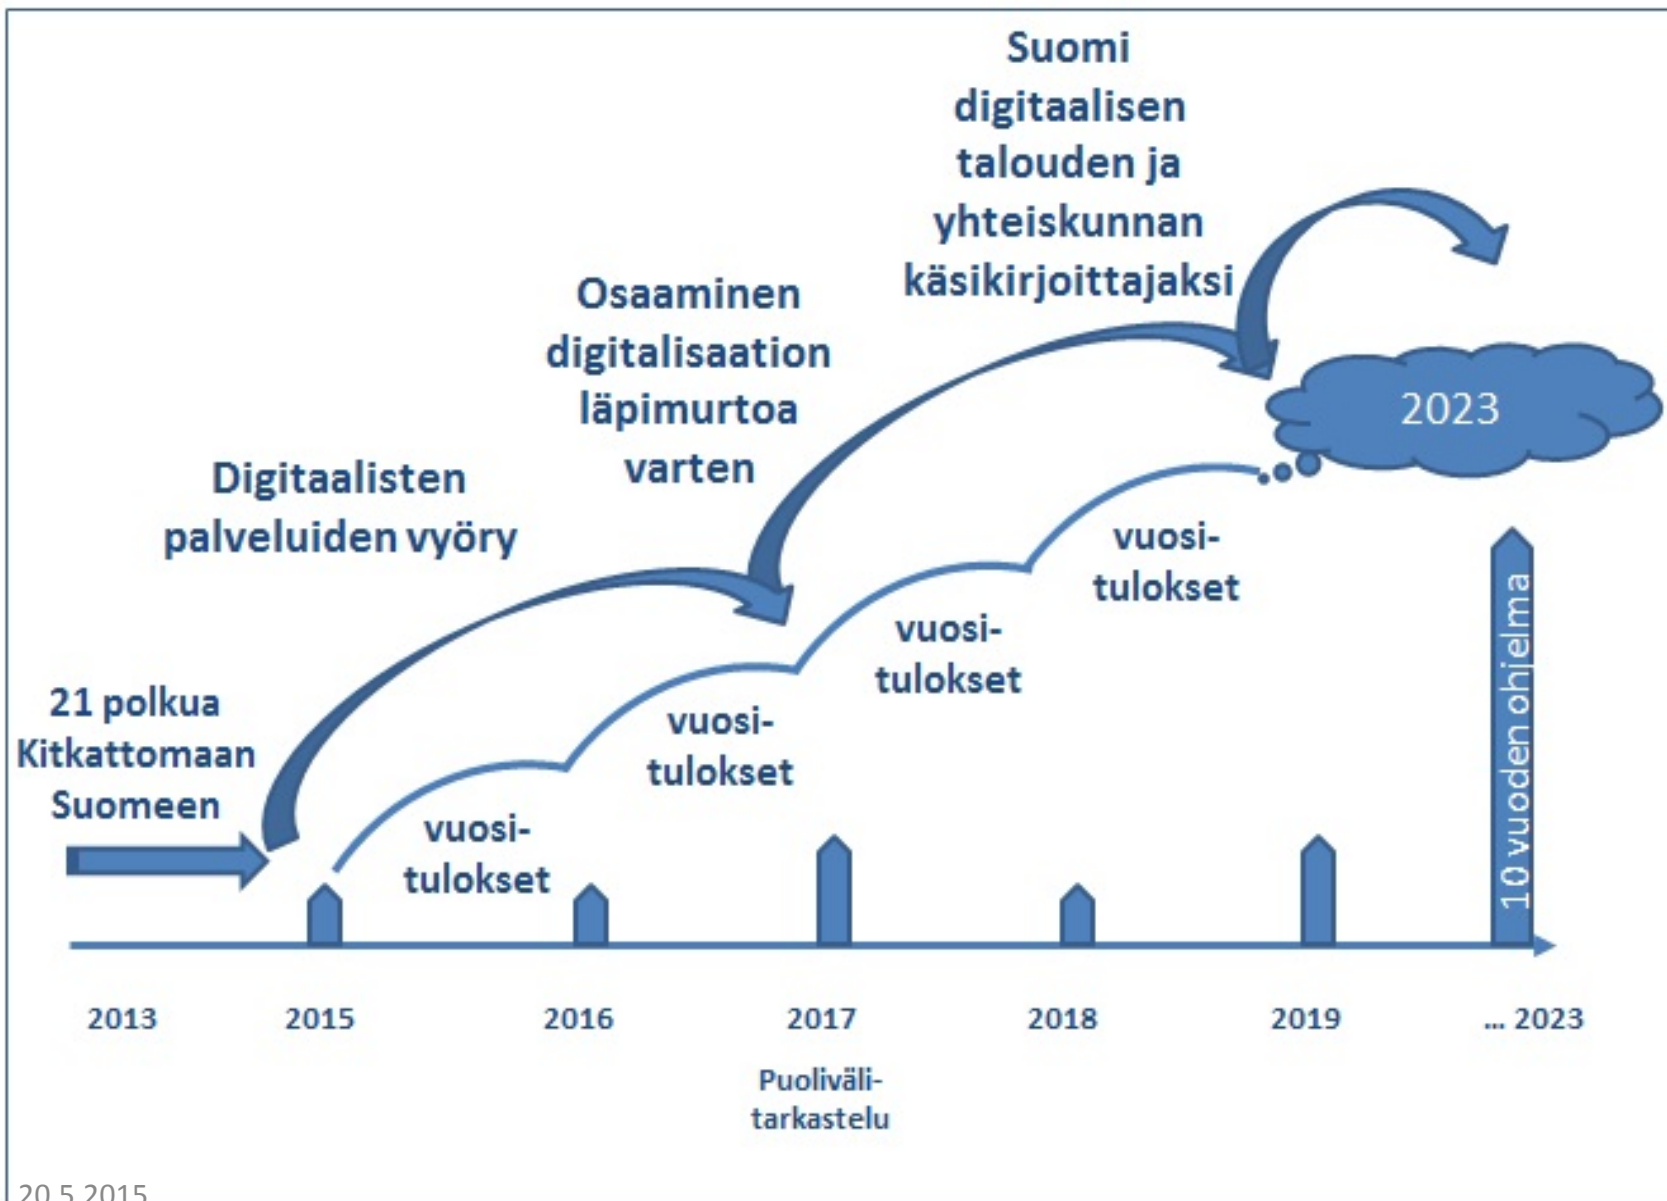 Suomi
digitaalisen
talouden ja
yhteiskunnan
käsikirjoittajaksi
Osaaminen
digitalisaation
läpimurtoa
varten
Digitaalisten
palveluiden vyöry
21 polkua
Kitkattomaan
Suomeen
2023
vuosi-
tulokset
vuosi-
tulokset
vuosi-
tulokset
vuosi-
tulokset
10 vuoden ohjelma
2013
2015
2016
2017
2018
2019
... 2023
Puoliväli-
tarkastelu
20.5.2015